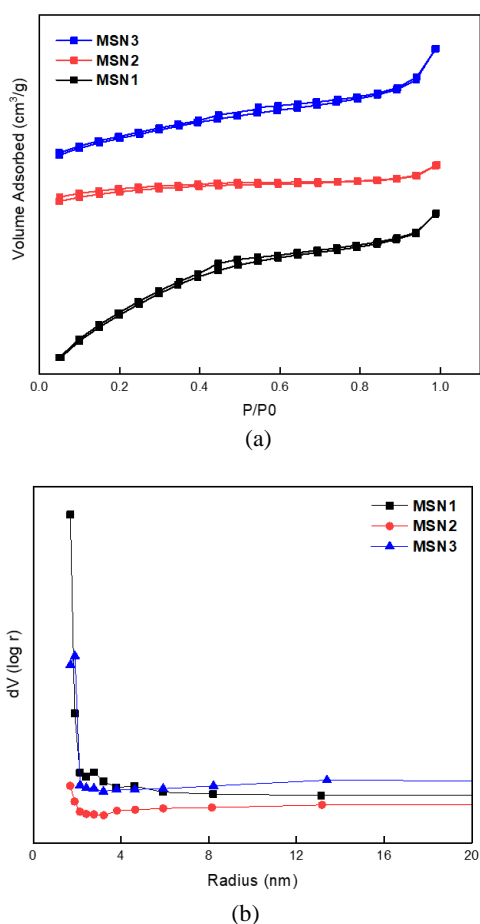 MSN3
MSN2
MSN1
Volume Adsorbed (cm³/g)
0.0 0.2 0.4 0.6 0.8 1.0
P/P0
(a)
MSN1
MSN2
MSN3
dV (log r)
0 4 8 12 16 20
Radius (nm)
(b)